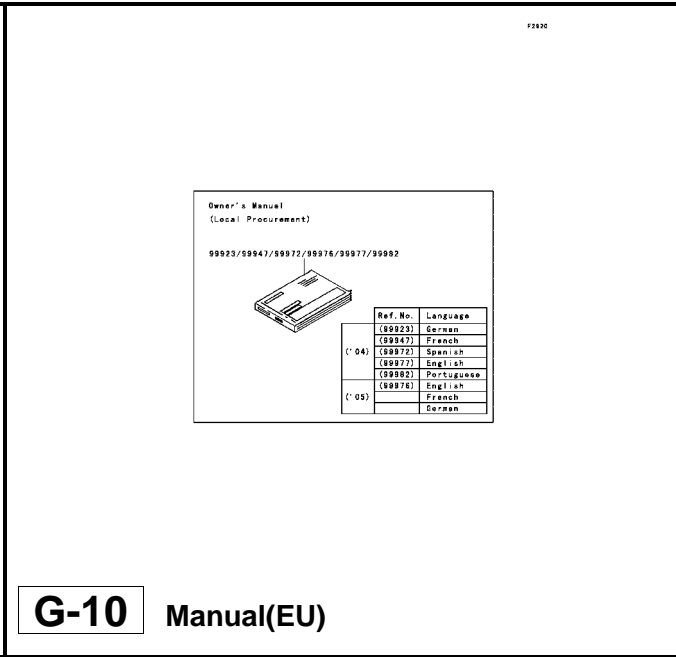 F2920
Owner's Manual
(Local Procurement)
99923/99947/99972/99976/99977/99982
Ref.No. Language
('04) (99923) German
(99947) French
(99972) Spanish
(99977) English
(99982) Portuguese
('05) (99976) English
French
German
G-10 Manual(EU)